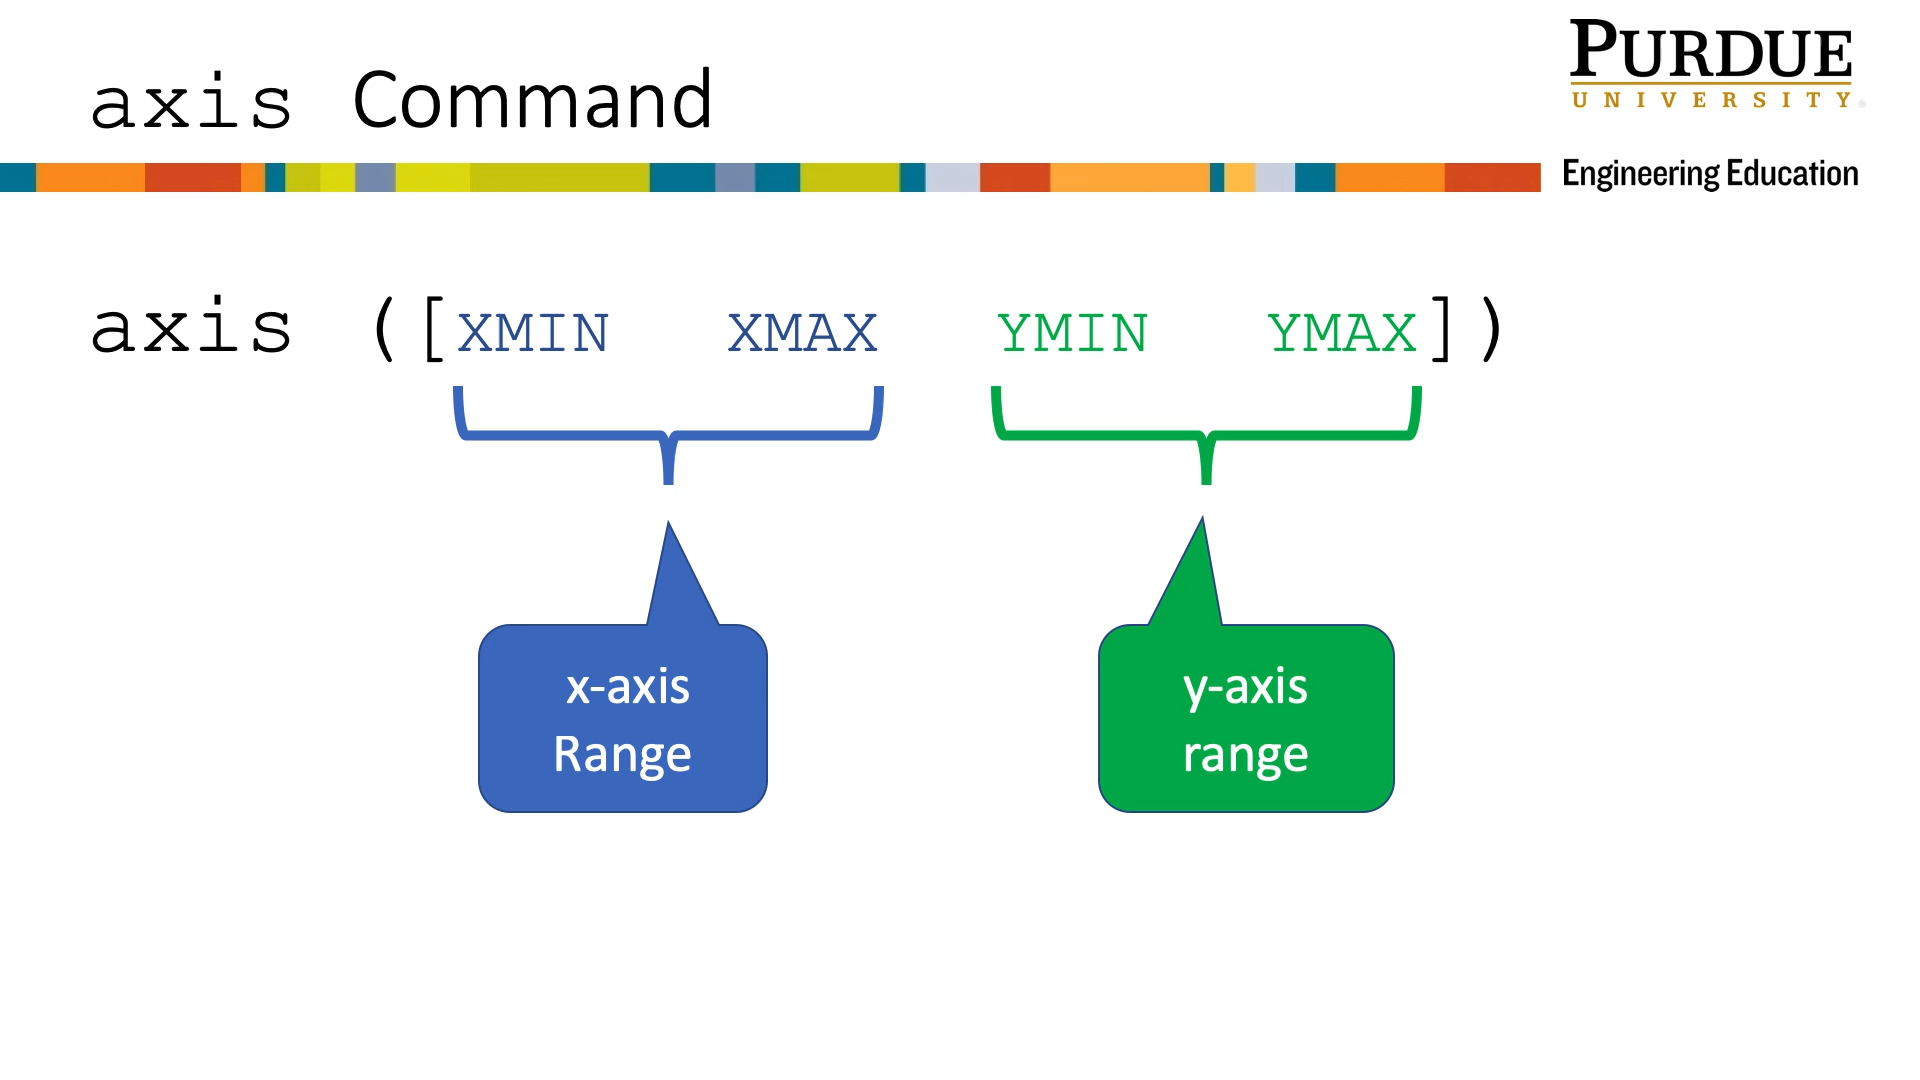 axis Command
PURDUE
UNIVERSITY®
Engineering Education
axis ([XMIN XMAX YMIN YMAX])
x-axis
Range
y-axis
range